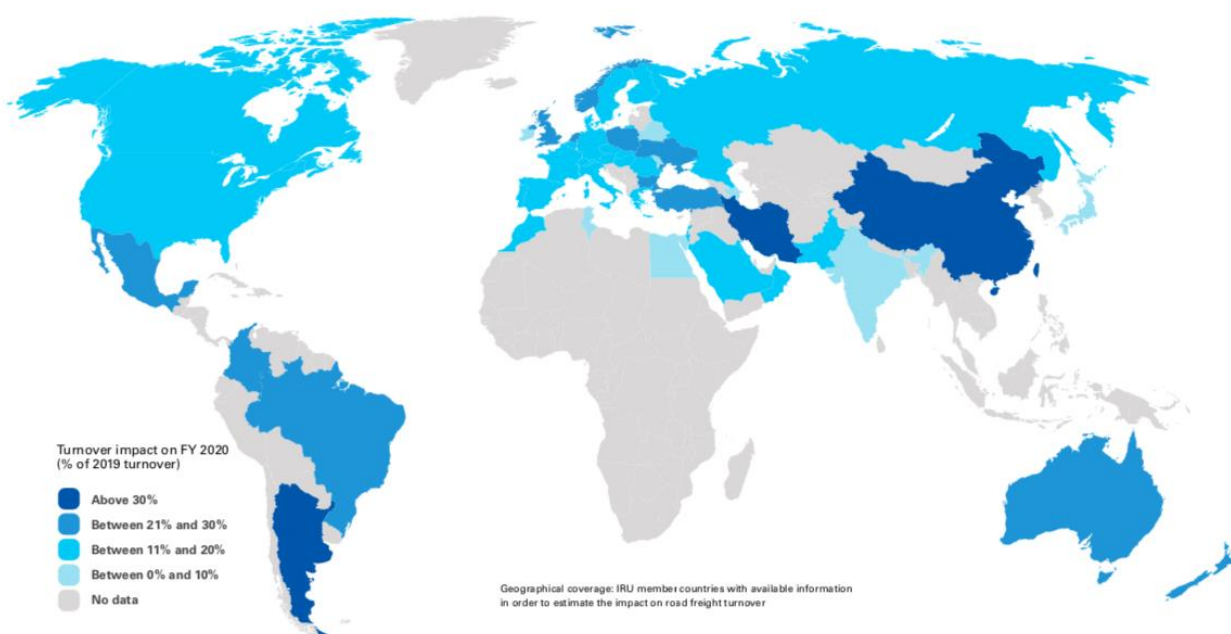 Turnover impact on FY 2020
(% of 2019 turnover)
Above 30%
Between 21% and 30%
Between 11% and 20%
Between 0% and 10%
No data
Geographical coverage: IRU member countries with available information
in order to estimate the impact on road freight turnover